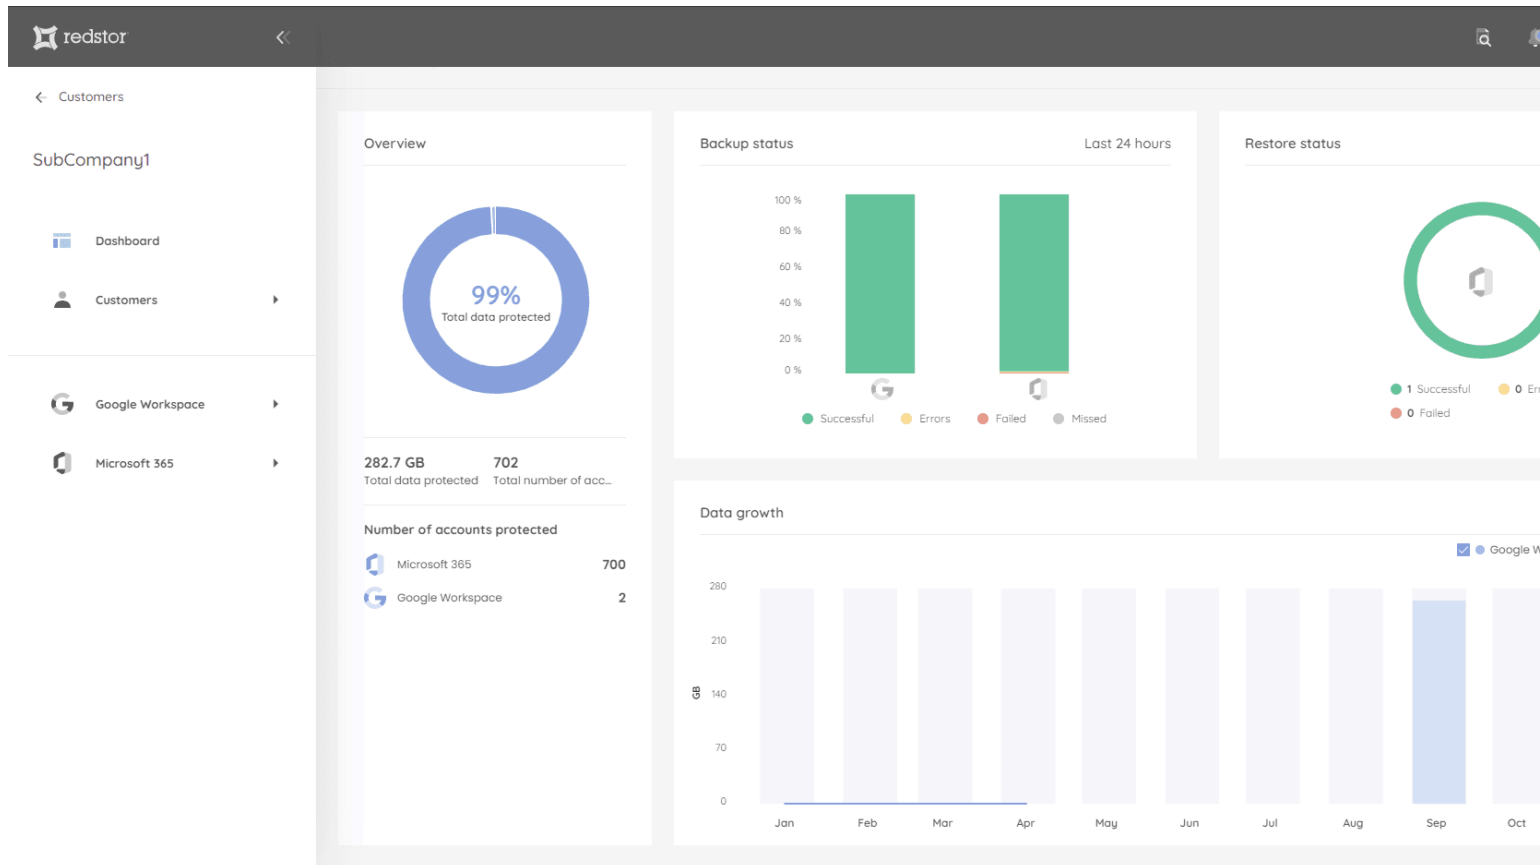 redstor
Customers
SubCompany1
Dashboard
Customers
Google Workspace
Microsoft 365
Overview
99%
Total data protected
282.7 GB
702
Total data protected
Total number of acc...
Number of accounts protected
Microsoft 365
700
Google Workspace
2
Backup status
Last 24 hours
100 %
80 %
60 %
40 %
20 %
0 %
Successful
Errors
Failed
Missed
Restore status
1 Successful
0 Er
0 Failed
Data growth
Google W
280
210
GB
140
70
0
Jan
Feb
Mar
Apr
May
Jun
Jul
Aug
Sep
Oct